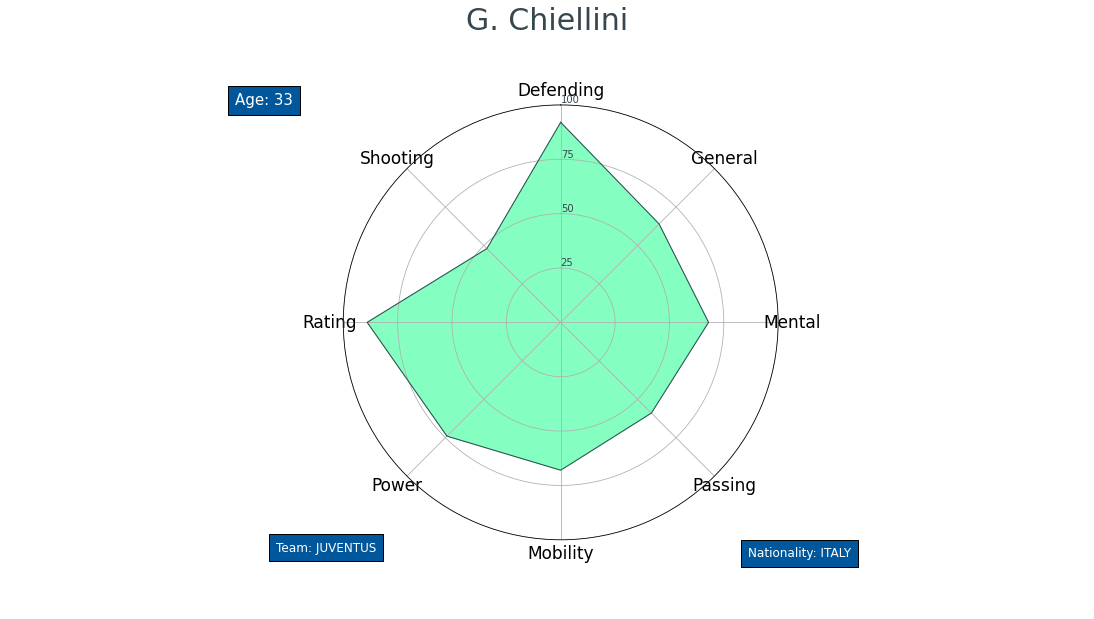 G. Chiellini
Age: 33
Defending
100
Shooting
General
75
50
25
Rating
Mental
Power
Passing
Team: JUVENTUS
Mobility
Nationality: ITALY